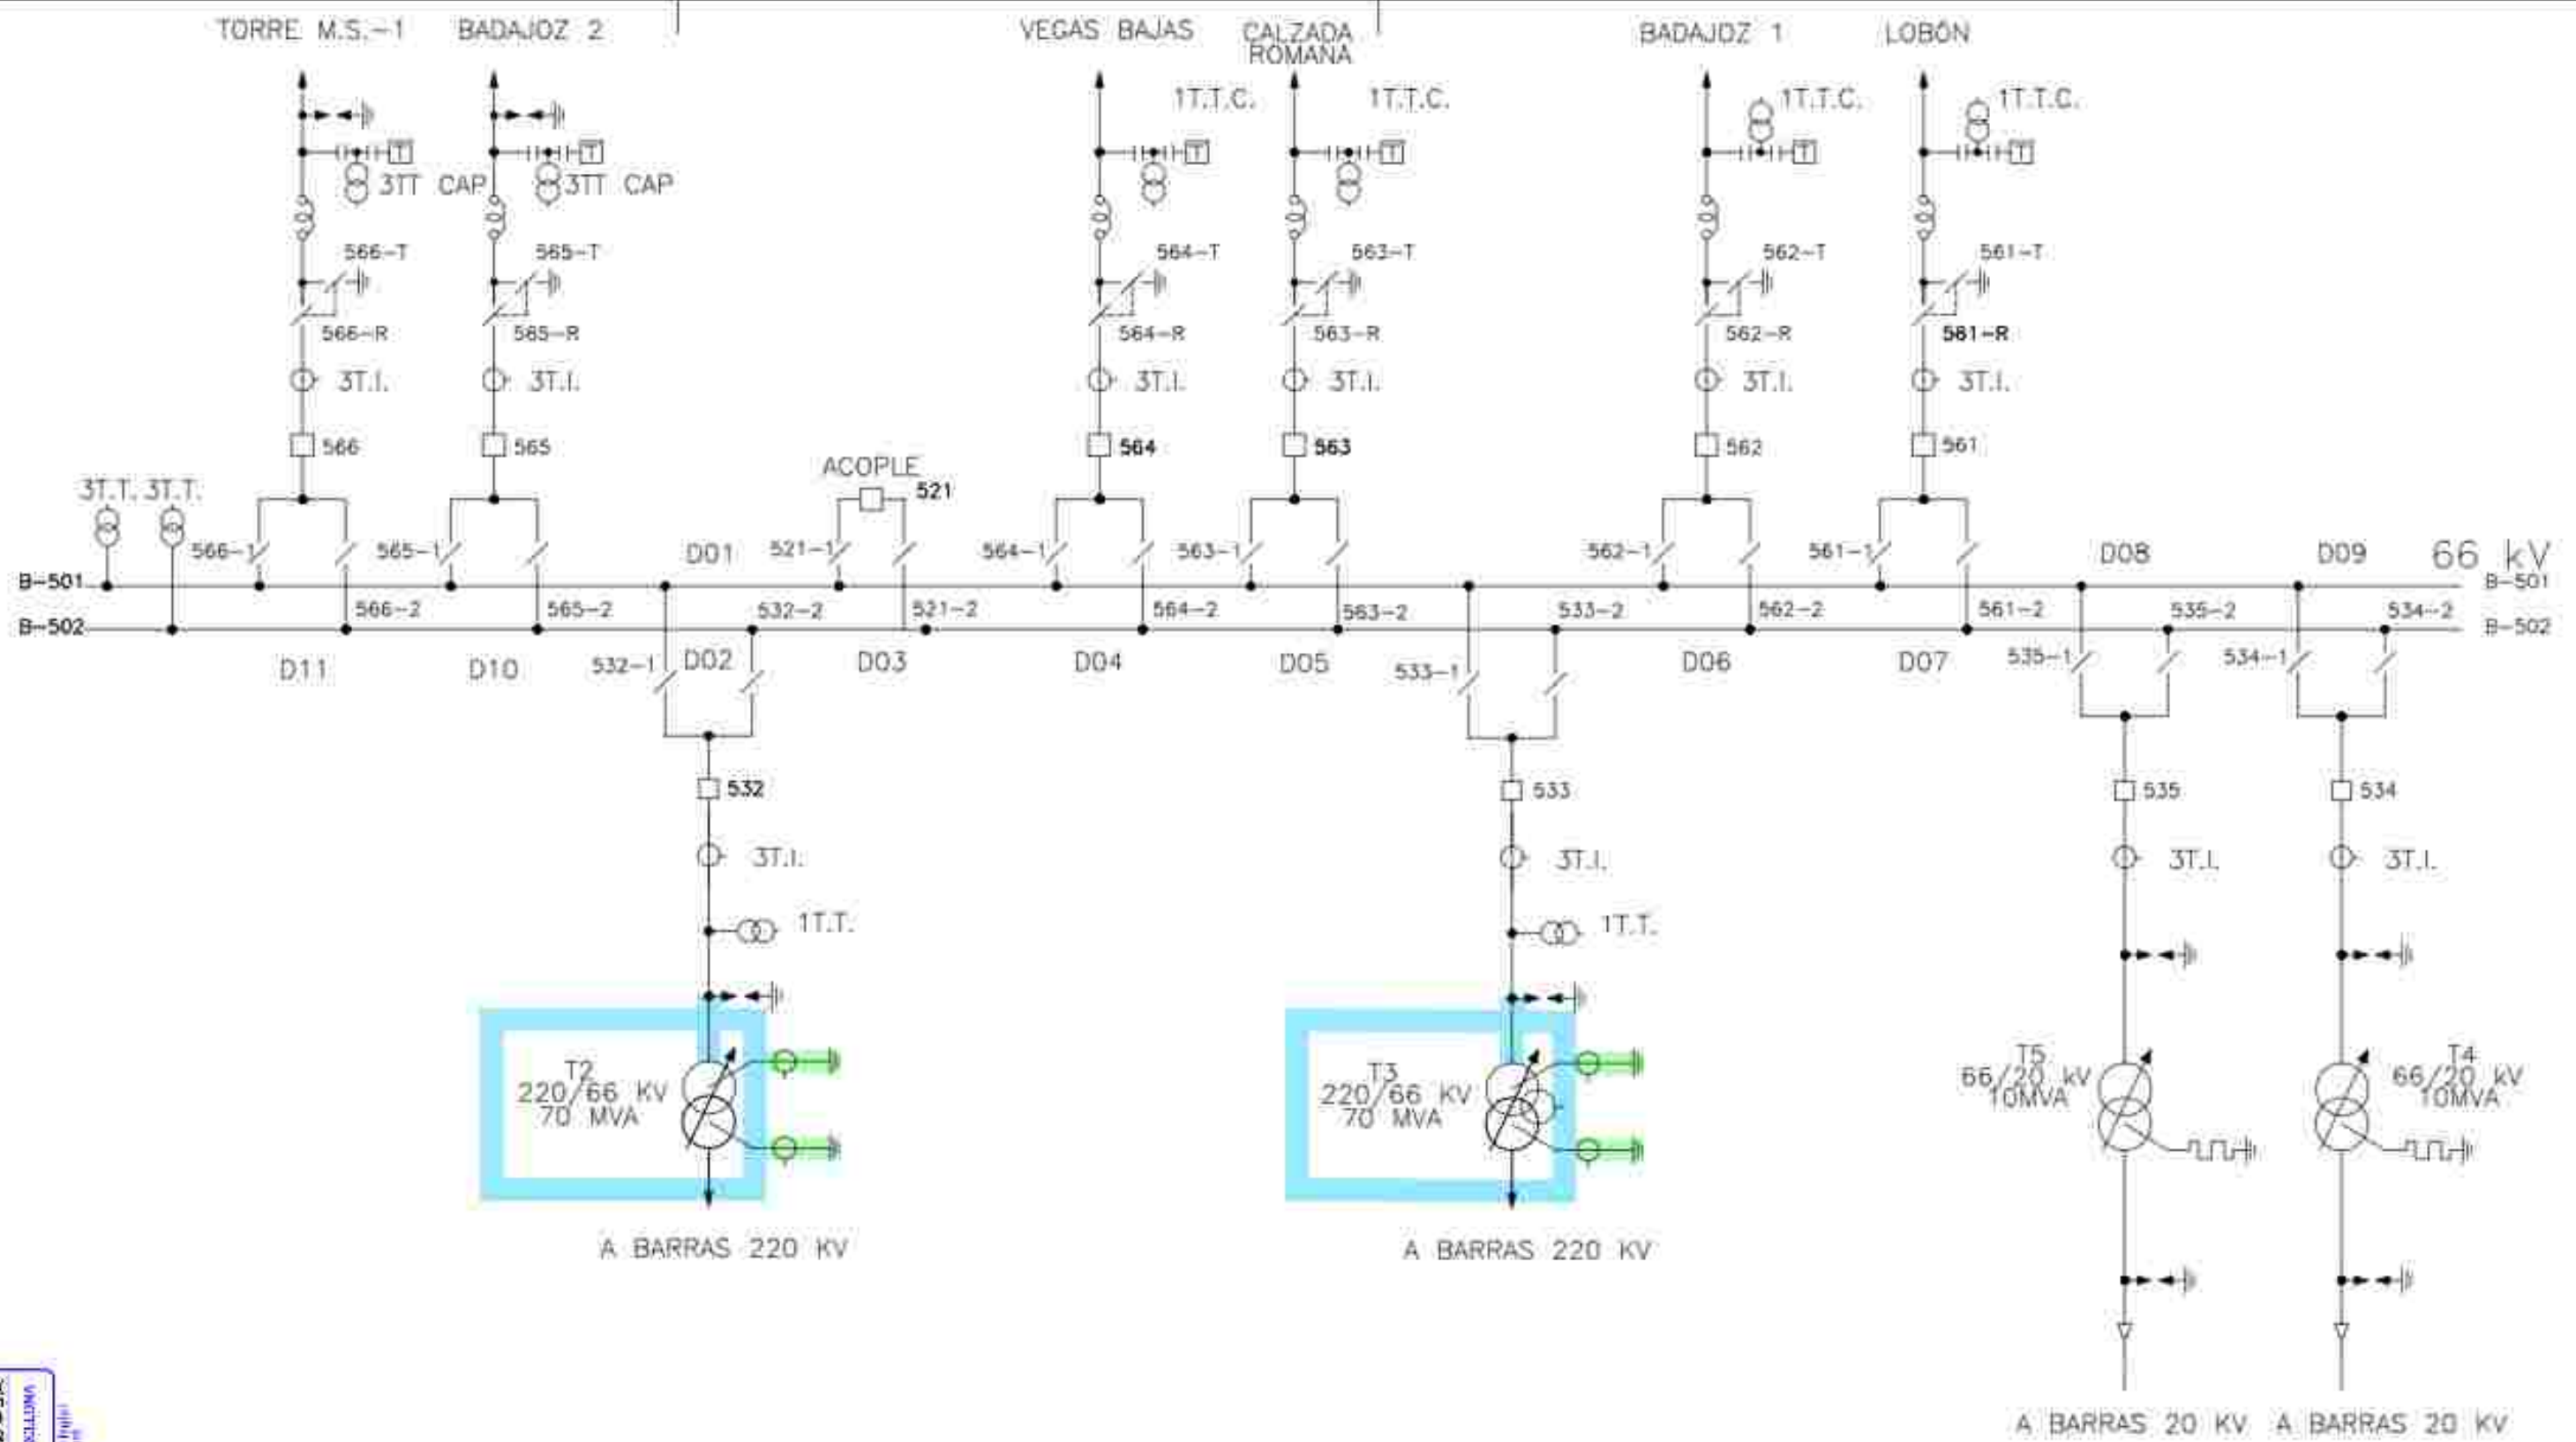 TORRE M.S.-1
BADAJOZ 2
VEGAS BAJAS
CALZADA
ROMANA
BADAJOZ 1
LOBÓN
1T.T.C.
1T.T.C.
1T.T.C.
1T.T.C.
T
T
T
T
T
T
3TT CAP
3TT CAP
566-T
565-T
564-T
563-T
562-T
561-T
566-R
565-R
564-R
563-R
562-R
561-R
3T.I.
3T.I.
3T.I.
3T.I.
3T.I.
3T.I.
566
565
564
563
562
561
ACOPLE
521
3T.T.
3T.T.
566-1
565-1
D01
521-1
564-1
563-1
562-1
561-1
D08
D09
66 kV
B-501
B-501
566-2
565-2
532-2
521-2
564-2
563-2
533-2
562-2
561-2
535-2
534-2
B-502
B-502
D11
D10
532-1
D02
D03
D04
D05
533-1
D06
D07
535-1
534-1
532
533
535
534
3T.I.
3T.I.
3T.I.
3T.I.
1T.T.
1T.T.
T2
220/66 KV
70 MVA
T3
220/66 KV
70 MVA
T5
66/20 kV
10MVA
T4
66/20 kV
10MVA
A BARRAS 220 KV
A BARRAS 220 KV
A BARRAS 20 KV
A BARRAS 20 KV